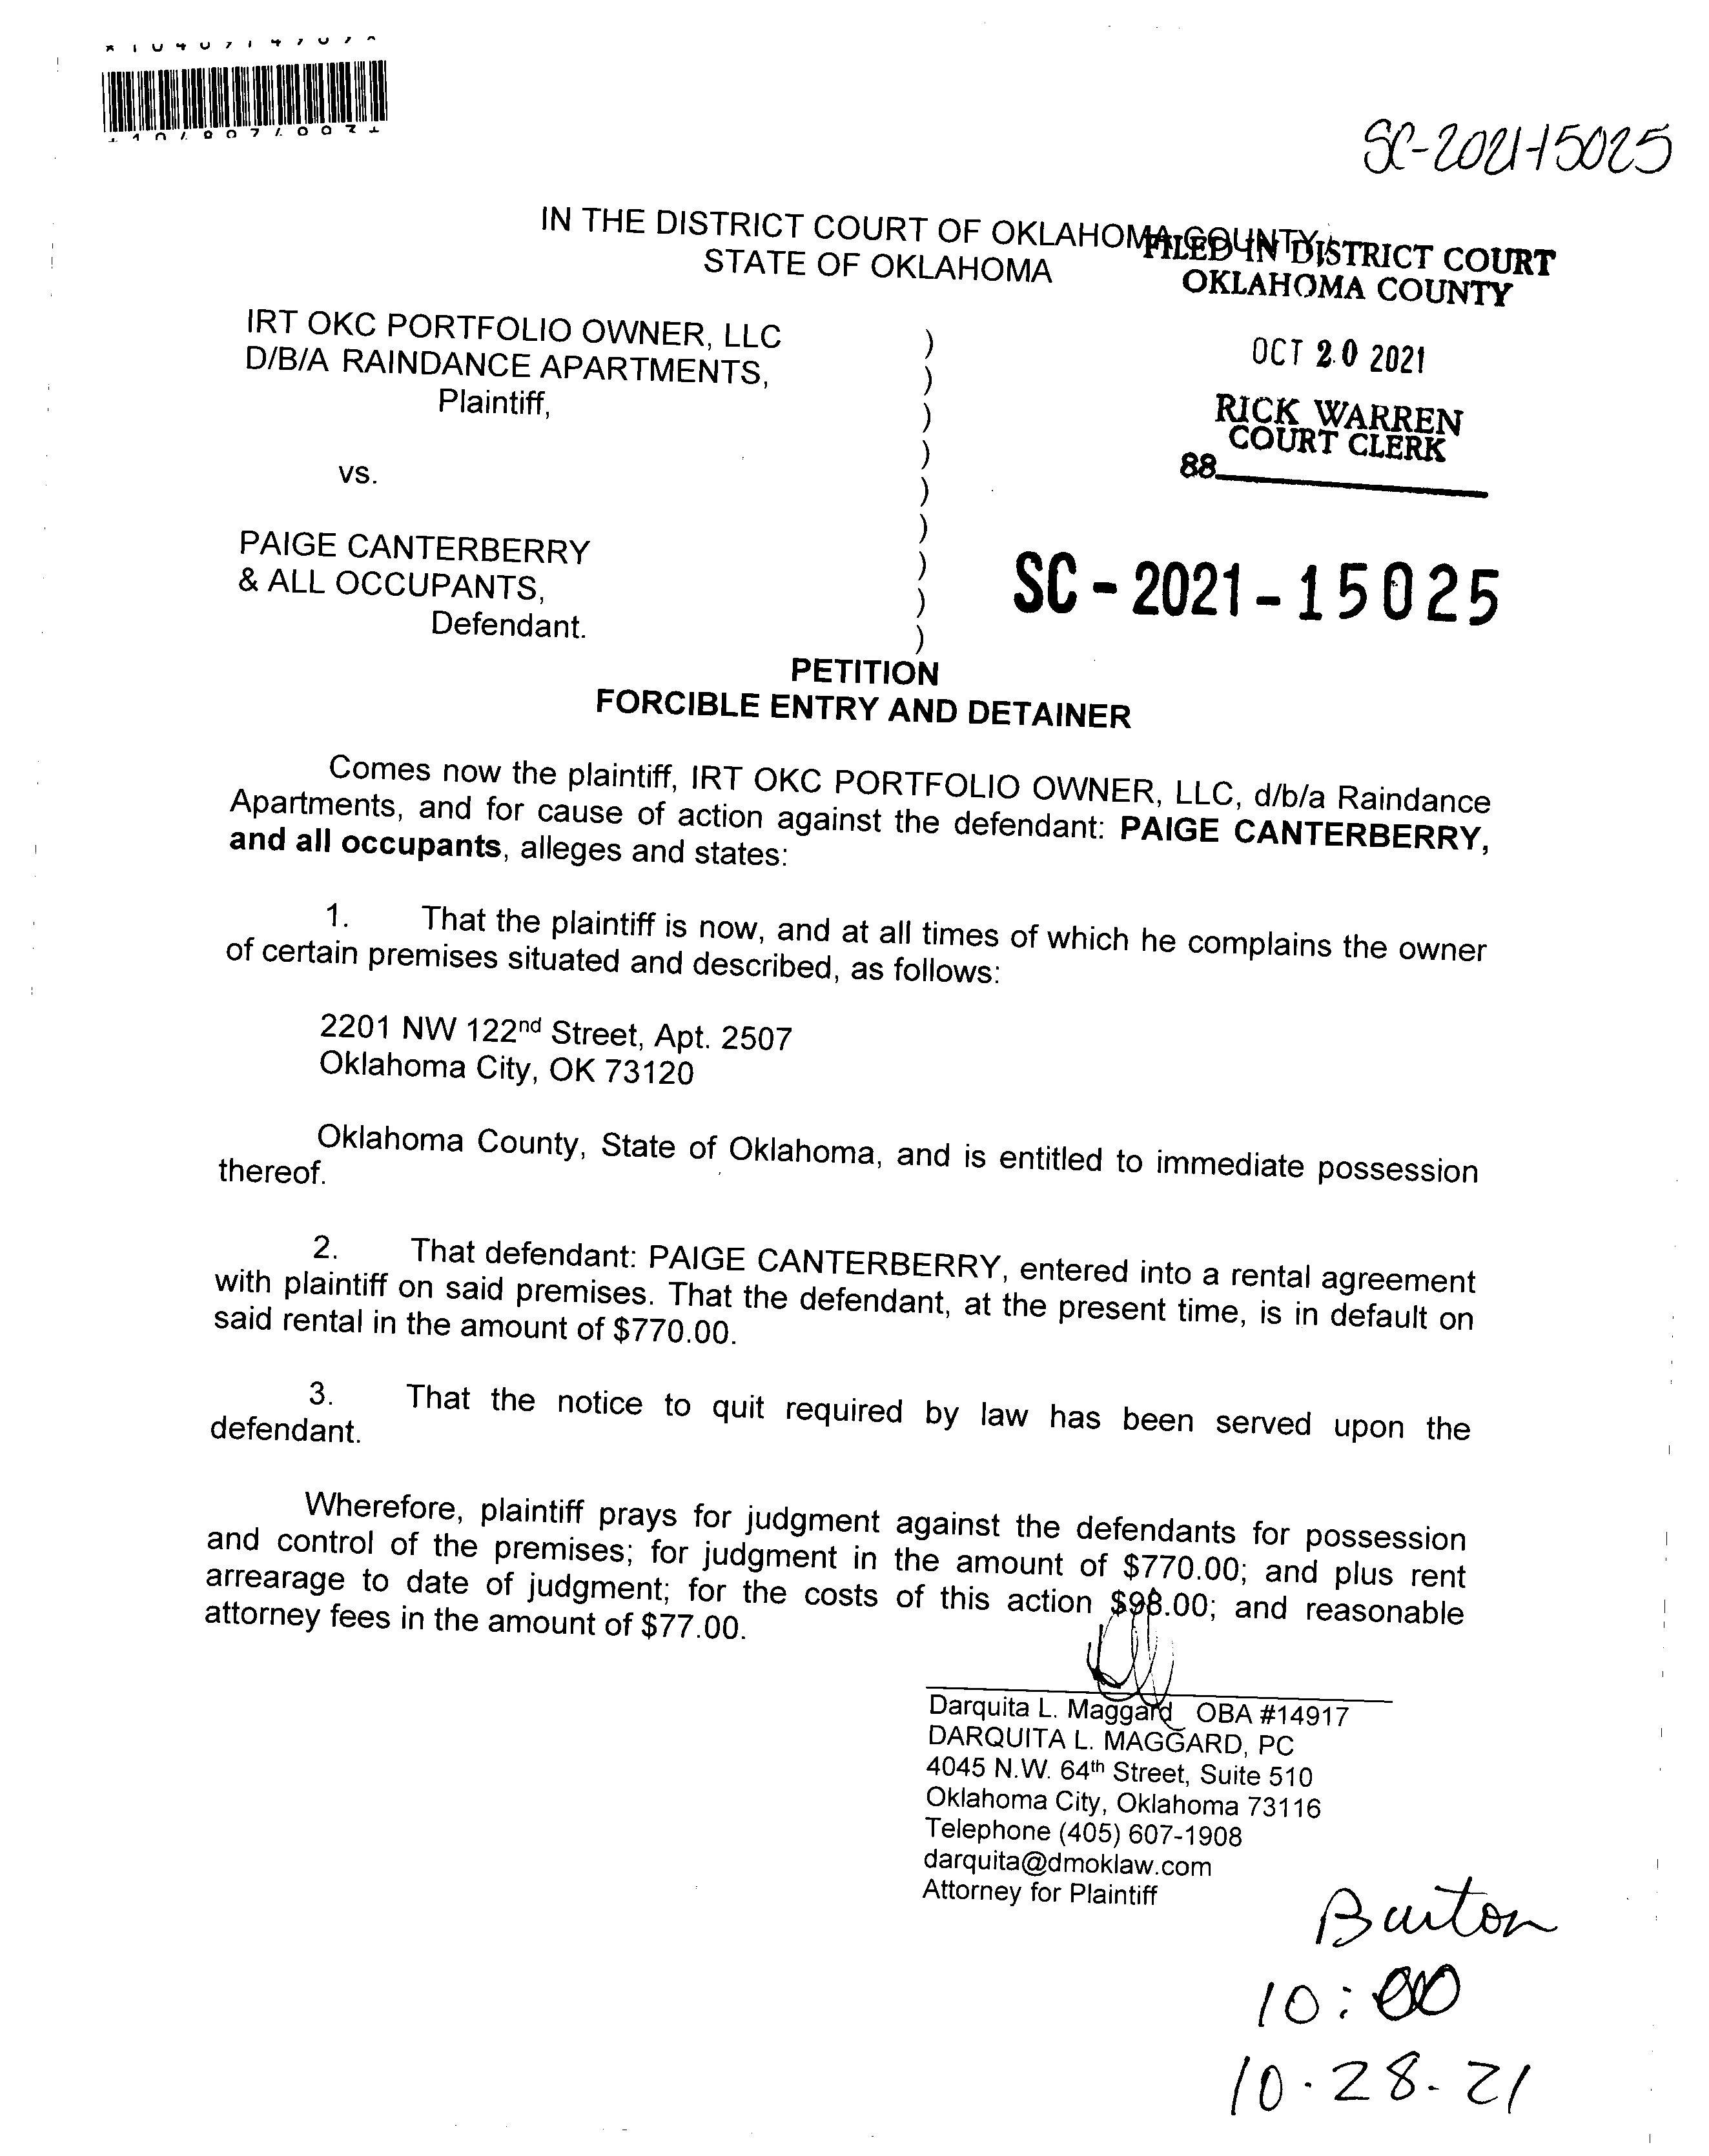 SC-2021-15025
IN THE DISTRICT COURT OF OKLAHOMA COUNTY
STATE OF OKLAHOMA
FILED IN DISTRICT COURT
OKLAHOMA COUNTY
OCT 20 2021
RICK WARREN
COURT CLERK
88
IRT OKC PORTFOLIO OWNER, LLC )
D/B/A RAINDANCE APARTMENTS, )
Plaintiff, )
)
vs. )
)
PAIGE CANTERBERRY )
& ALL OCCUPANTS, )
Defendant. )
SC-2021-15025
PETITION
FORCIBLE ENTRY AND DETAINER
Comes now the plaintiff, IRT OKC PORTFOLIO OWNER, LLC, d/b/a Raindance
Apartments, and for cause of action against the defendant: PAIGE CANTERBERRY,
and all occupants, alleges and states:
1. That the plaintiff is now, and at all times of which he complains the owner
of certain premises situated and described, as follows:
2201 NW 122nd Street, Apt. 2507
Oklahoma City, OK 73120
Oklahoma County, State of Oklahoma, and is entitled to immediate possession
thereof.
2. That defendant: PAIGE CANTERBERRY, entered into a rental agreement
with plaintiff on said premises. That the defendant, at the present time, is in default on
said rental in the amount of $770.00.
3. That the notice to quit required by law has been served upon the
defendant.
Wherefore, plaintiff prays for judgment against the defendants for possession
and control of the premises; for judgment in the amount of $770.00; and plus rent
arrearage to date of judgment; for the costs of this action $98.00; and reasonable
attorney fees in the amount of $77.00.
Darquita L. Maggard OBA #14917
DARQUITA L. MAGGARD, PC
4045 N.W. 64th Street, Suite 510
Oklahoma City, Oklahoma 73116
Telephone (405) 607-1908
darquita@dmoklaw.com
Attorney for Plaintiff
Burton
10:00
10.28.21